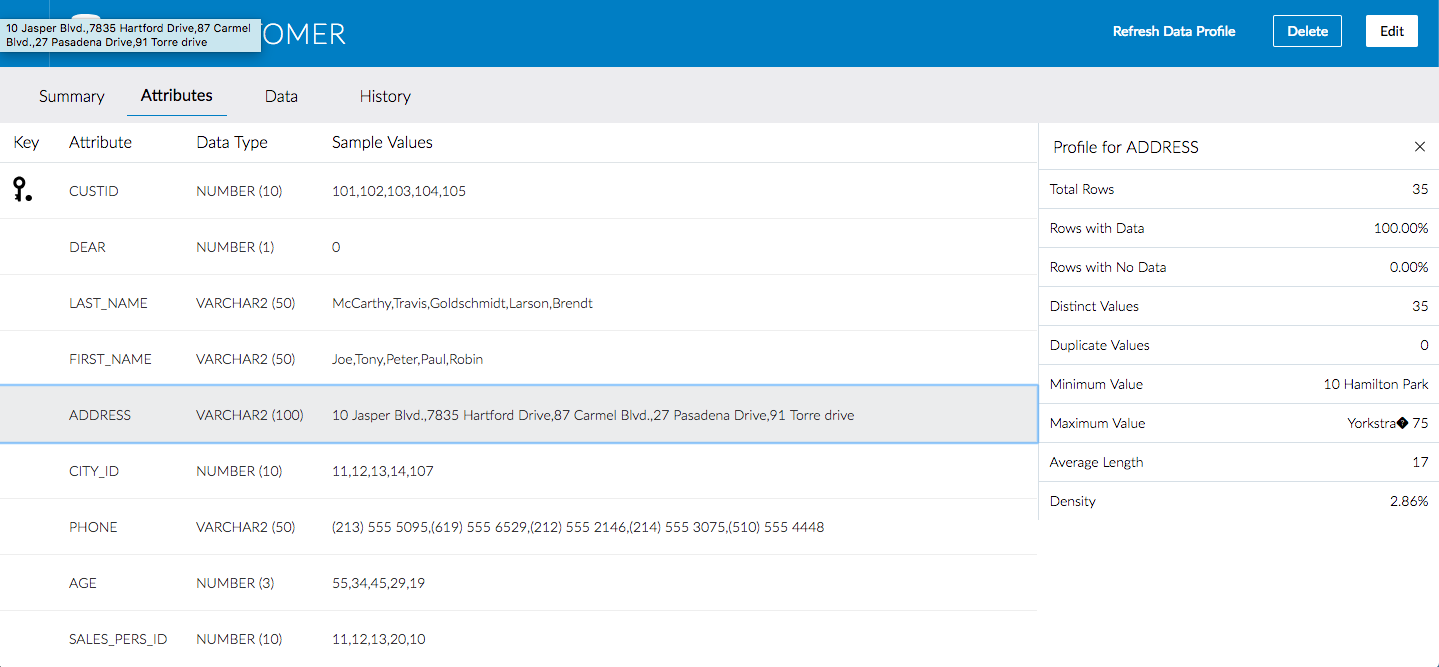 10 Jasper Blvd.,7835 Hartford Drive,87 Carmel
Blvd.,27 Pasadena Drive,91 Torre drive
TOMER
Refresh Data Profile
Delete
Edit
Summary
Attributes
Data
History
Key Attribute Data Type Sample Values
CUSTID NUMBER (10) 101,102,103,104,105
DEAR NUMBER (1) 0
LAST_NAME VARCHAR2 (50) McCarthy,Travis,Goldschmidt,Larson,Brendt
FIRST_NAME VARCHAR2 (50) Joe,Tony,Peter,Paul,Robin
ADDRESS VARCHAR2 (100) 10 Jasper Blvd.,7835 Hartford Drive,87 Carmel Blvd.,27 Pasadena Drive,91 Torre drive
CITY_ID NUMBER (10) 11,12,13,14,107
PHONE VARCHAR2 (50) (213) 555 5095,(619) 555 6529,(212) 555 2146,(214) 555 3075,(510) 555 4448
AGE NUMBER (3) 55,34,45,29,19
SALES_PERS_ID NUMBER (10) 11,12,13,20,10
Profile for ADDRESS
Total Rows 35
Rows with Data 100.00%
Rows with No Data 0.00%
Distinct Values 35
Duplicate Values 0
Minimum Value 10 Hamilton Park
Maximum Value Yorkstra� 75
Average Length 17
Density 2.86%